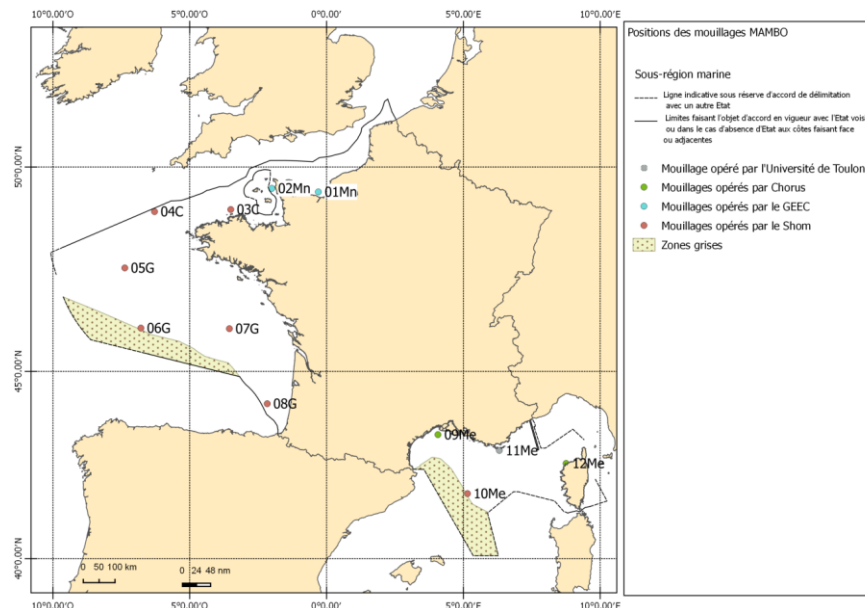 10°0.00'O 5°0.00'O 0°0.00' 5°0.00'E 10°0.00'E
Positions des mouillages MAMBO
Sous-région marine
Ligne indicative sous réserve d'accord de délimitation
avec un autre Etat
Limites faisant l'objet d'accord en vigueur avec l'Etat vois
ou dans le cas d'absence d'Etat aux côtes faisant face
ou adjacentes
Mouillage opéré par l'Université de Toulon
Mouillages opérés par Chorus
Mouillages opérés par le GEEC
Mouillages opérés par le Shom
Zones grises
50°0.00'N
02Mn 01Mn
04C 03C
05G
06G 07G
45°0.00'N
08G
09Me
11Me
12Me
10Me
40°0.00'N
0 50 100 km
0 24 48 nm
10°0.00'O 5°0.00'O 0°0.00' 5°0.00'E 10°0.00'E